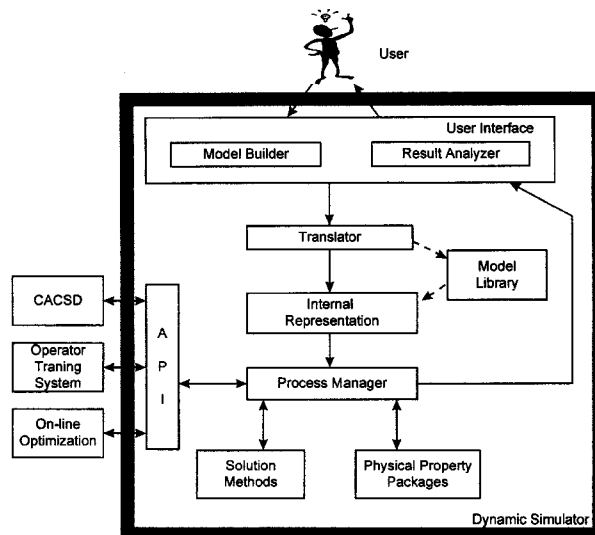 User
User Interface
Model Builder
Result Analyzer
Translator
Model
Library
Internal
Representation
CACSD
Operator
Traning
System
On-line
Optimization
A
P
I
Process Manager
Solution
Methods
Physical Property
Packages
Dynamic Simulator